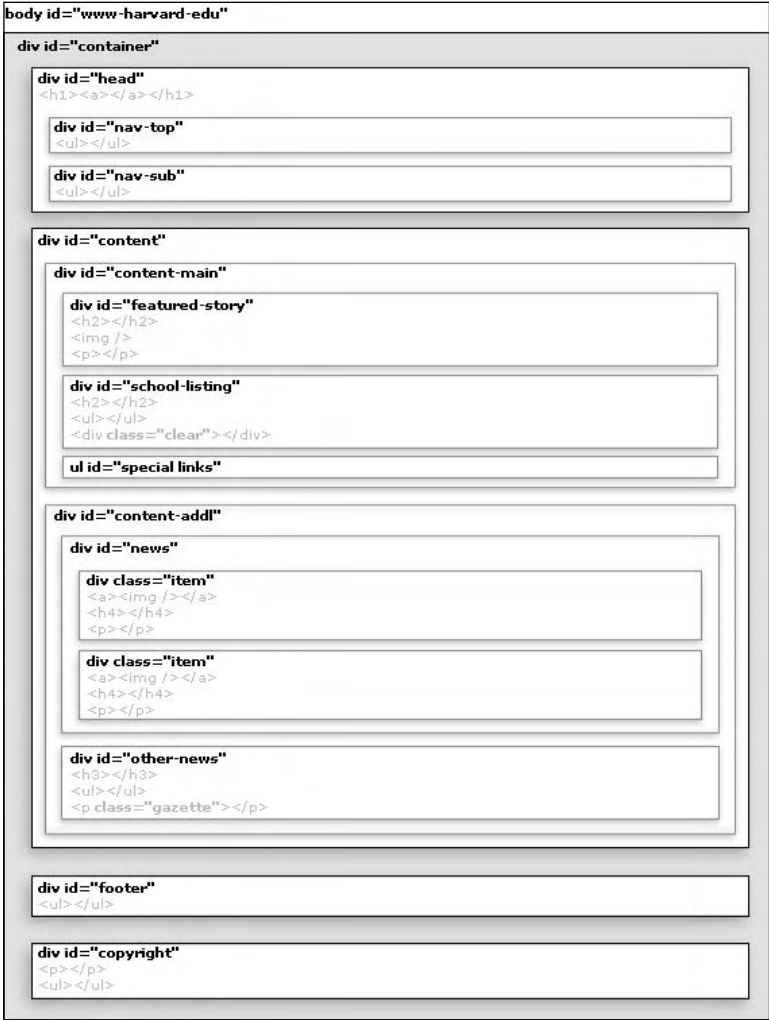 body id="www-harvard-edu"
div id="container"
div id="head"
<h1><a></a></h1>
div id="nav-top"
<ul></ul>
div id="nav-sub"
<ul></ul>
div id="content"
div id="content-main"
div id="featured-story"
<h2></h2>
<img />
<p></p>
div id="school-listing"
<h2></h2>
<ul></ul>
<div class="clear"></div>
ul id="special links"
div id="content-addl"
div id="news"
div class="item"
<a><img /></a>
<h4></h4>
<p></p>
div class="item"
<a><img /></a>
<h4></h4>
<p></p>
div id="other-news"
<h3></h3>
<ul></ul>
<p class="gazette"></p>
div id="footer"
<ul></ul>
div id="copyright"
<p></p>
<ul></ul>